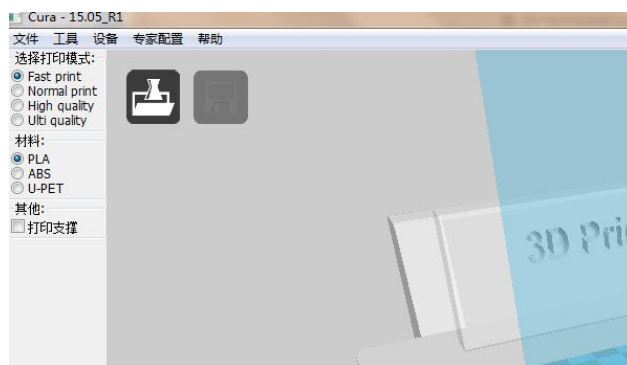 Cura - 15.05_R1
文件 工具 设备 专家配置 帮助
选择打印模式:
Fast print
Normal print
High quality
Ulti quality
材料:
PLA
ABS
U-PET
其他:
打印支撑
3D Pri